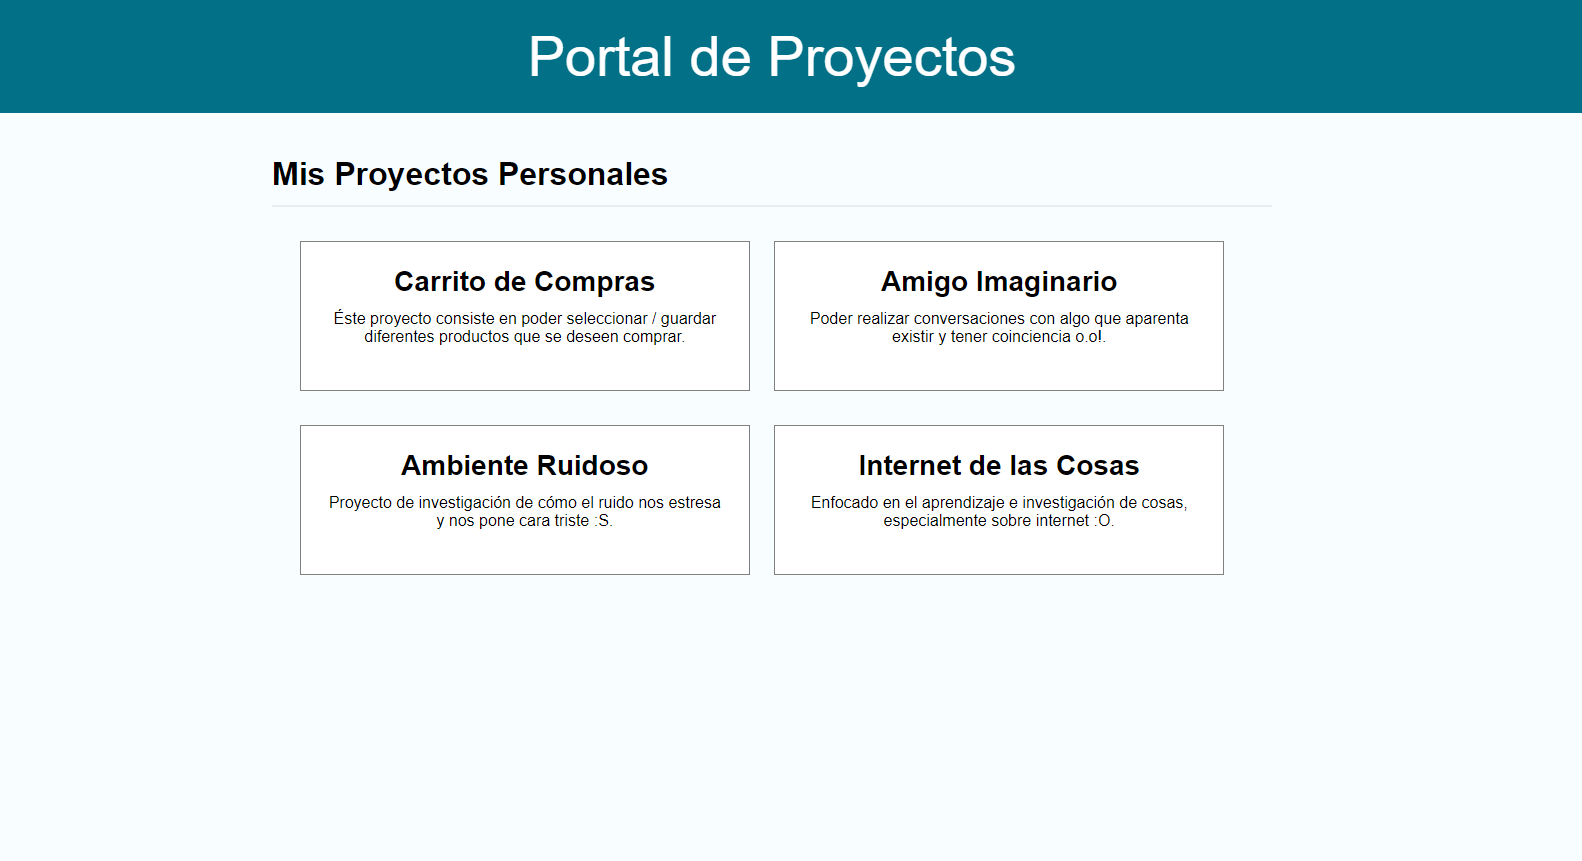 Portal de Proyectos
Mis Proyectos Personales
Carrito de Compras
Éste proyecto consiste en poder seleccionar / guardar
diferentes productos que se deseen comprar.
Amigo Imaginario
Poder realizar conversaciones con algo que aparenta
existir y tener coinciencia o.o!.
Ambiente Ruidoso
Proyecto de investigación de cómo el ruido nos estresa
y nos pone cara triste :S.
Internet de las Cosas
Enfocado en el aprendizaje e investigación de cosas,
especialmente sobre internet :O.